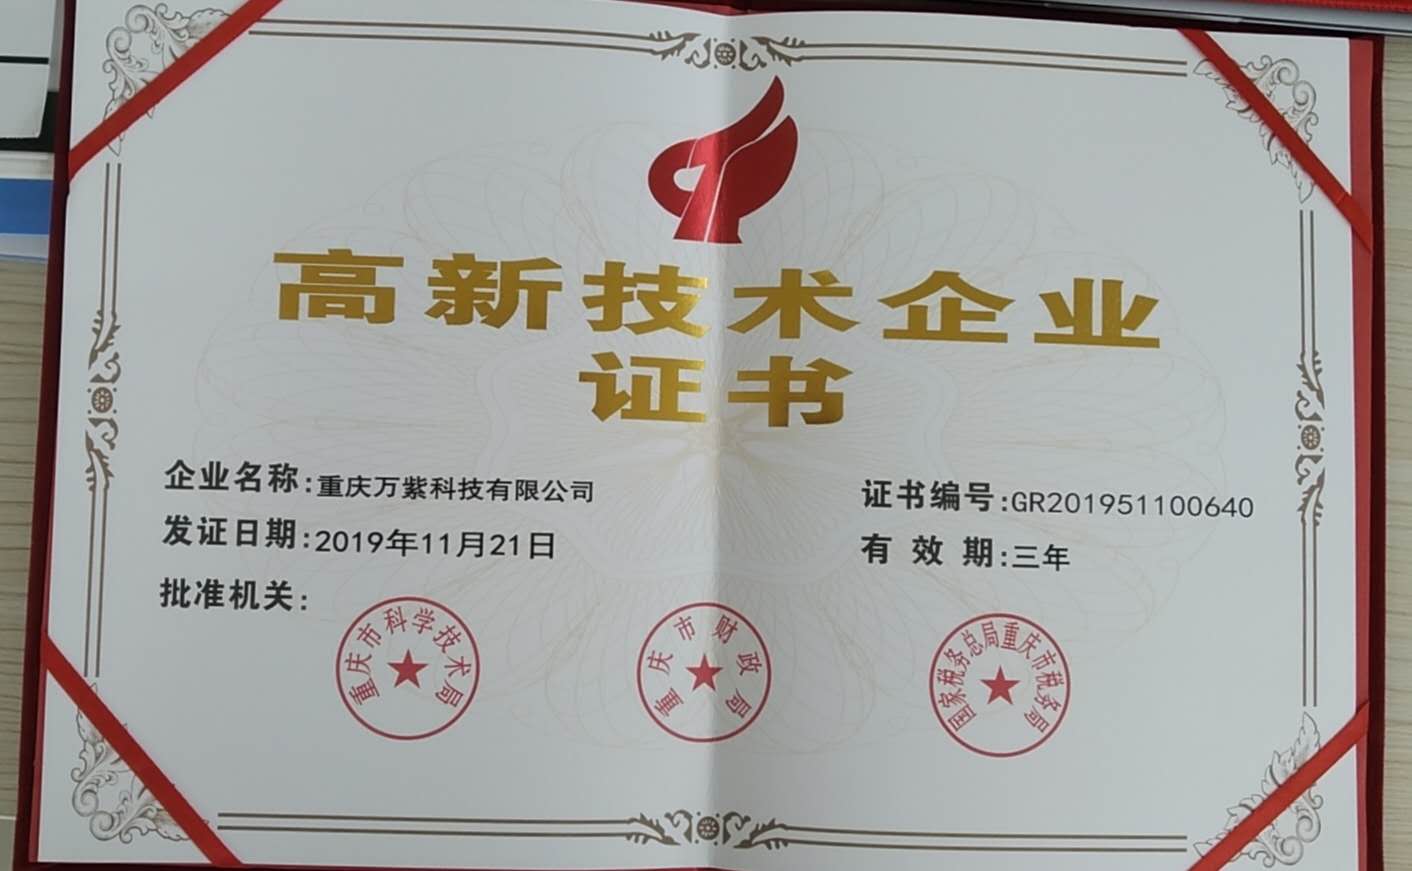 高新技术企业
证书
企业名称:重庆万紫科技有限公司
证书编号:GR201951100640
发证日期:2019年11月21日
有效期:三年
批准机关:
重庆市科学技术局
重庆市财政局
国家税务总局重庆市税务局